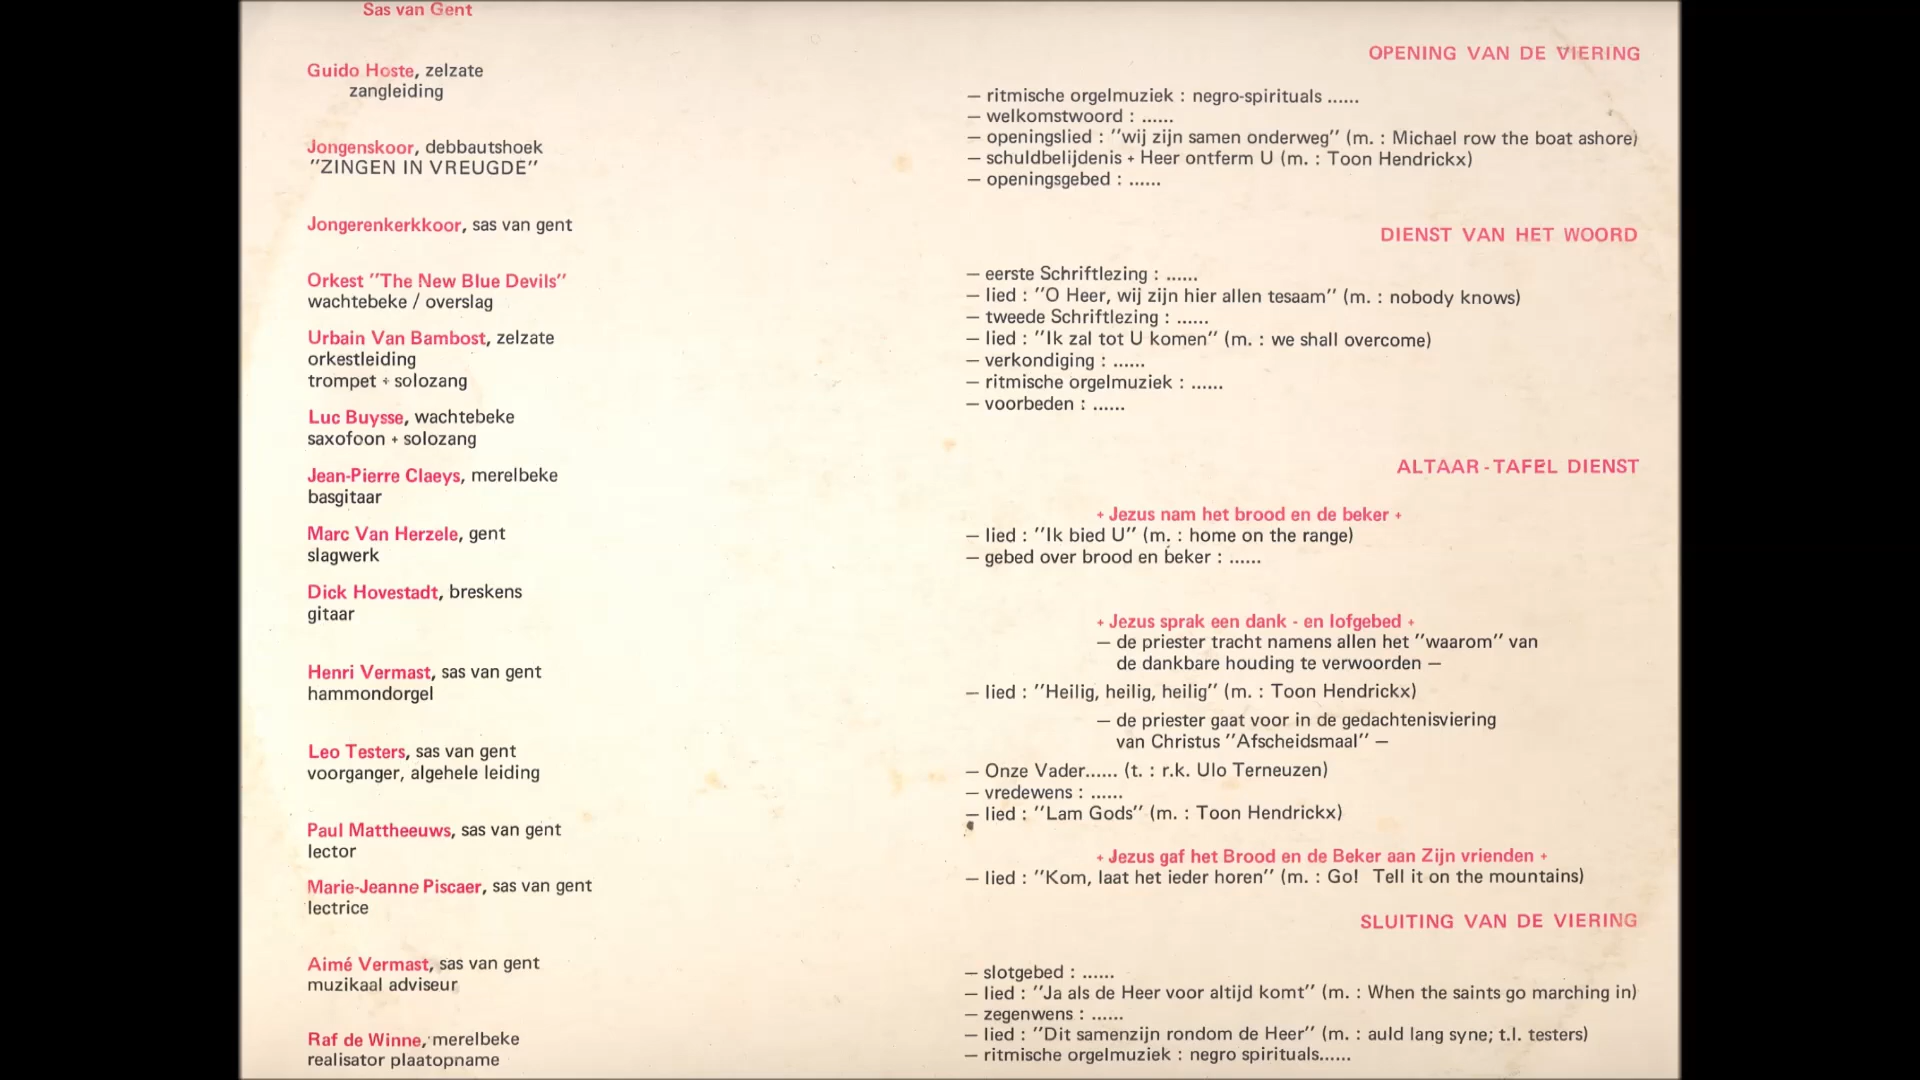 Sas van Gent
Guido Hoste, zelzate
zangleiding
Jongenskoor, debbautshoek
"ZINGEN IN VREUGDE"
Jongerenkerkkoor, sas van gent
Orkest "The New Blue Devils"
wachtebeke / overslag
Urbain Van Bambost, zelzate
orkestleiding
trompet + solozang
Luc Buysse, wachtebeke
saxofoon + solozang
Jean-Pierre Claeys, merelbeke
basgitaar
Marc Van Herzele, gent
slagwerk
Dick Hovestadt, breskens
gitaar
Henri Vermast, sas van gent
hammondorgel
Leo Testers, sas van gent
voorganger, algehele leiding
Paul Mattheeuws, sas van gent
lector
Marie-Jeanne Piscaer, sas van gent
lectrice
Aimé Vermast, sas van gent
muzikaal adviseur
Raf de Winne, merelbeke
realisator plaatopname
OPENING VAN DE VIERING
— ritmische orgelmuziek : negro-spirituals ......
— welkomstwoord : ......
— openingslied : "wij zijn samen onderweg" (m. : Michael row the boat ashore)
— schuldbelijdenis + Heer ontferm U (m. : Toon Hendrickx)
— openingsgebed : ......
DIENST VAN HET WOORD
— eerste Schriftlezing : ......
— lied : "O Heer, wij zijn hier allen tesaam" (m. : nobody knows)
— tweede Schriftlezing : ......
— lied : "Ik zal tot U komen" (m. : we shall overcome)
— verkondiging : ......
— ritmische orgelmuziek : ......
— voorbeden : ......
ALTAAR-TAFEL DIENST
+ Jezus nam het brood en de beker +
— lied : "Ik bied U" (m. : home on the range)
— gebed over brood en beker : ......
+ Jezus sprak een dank - en lofgebed +
— de priester tracht namens allen het "waarom" van
de dankbare houding te verwoorden —
— lied : "Heilig, heilig, heilig" (m. : Toon Hendrickx)
— de priester gaat voor in de gedachtenisviering
van Christus "Afscheidsmaal" —
— Onze Vader...... (t. : r.k. Ulo Terneuzen)
— vredewens : ......
— lied : "Lam Gods" (m. : Toon Hendrickx)
+ Jezus gaf het Brood en de Beker aan Zijn vrienden +
— lied : "Kom, laat het ieder horen" (m. : Go! Tell it on the mountains)
SLUITING VAN DE VIERING
— slotgebed : ......
— lied : "Ja als de Heer voor altijd komt" (m. : When the saints go marching in)
— zegenwens : ......
— lied : "Dit samenzijn rondom de Heer" (m. : auld lang syne; t.l. testers)
— ritmische orgelmuziek : negro spirituals......